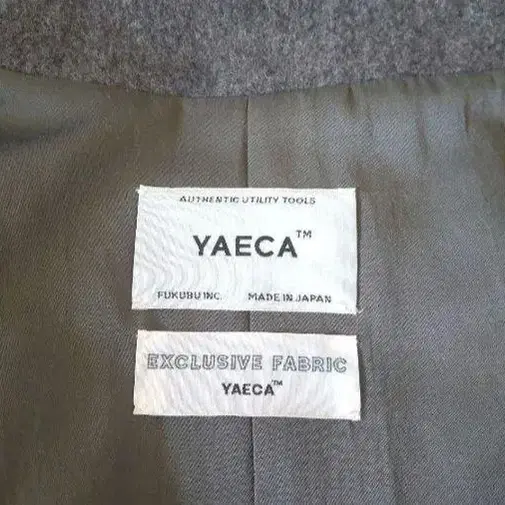 AUTHENTIC UTILITY TOOLS
YAECA™
FUKUBU INC. MADE IN JAPAN
EXCLUSIVE FABRIC
YAECA™